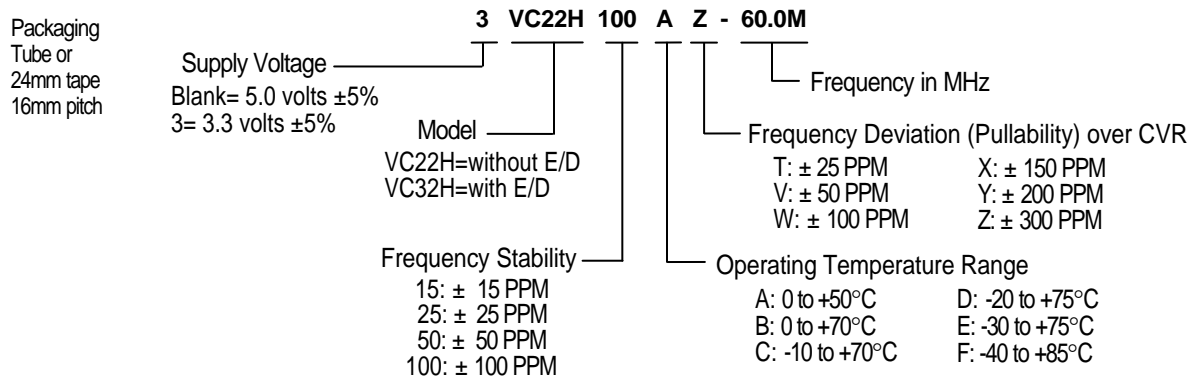 3 VC22H 100 A Z - 60.0M
Packaging
Tube or
24mm tape
16mm pitch
Supply Voltage
Blank= 5.0 volts ±5%
3= 3.3 volts ±5%
Model
VC22H=without E/D
VC32H=with E/D
Frequency Stability
15: ± 15 PPM
25: ± 25 PPM
50: ± 50 PPM
100: ± 100 PPM
Frequency in MHz
Frequency Deviation (Pullability) over CVR
T: ± 25 PPM X: ± 150 PPM
V: ± 50 PPM Y: ± 200 PPM
W: ± 100 PPM Z: ± 300 PPM
Operating Temperature Range
A: 0 to +50°C D: -20 to +75°C
B: 0 to +70°C E: -30 to +75°C
C: -10 to +70°C F: -40 to +85°C